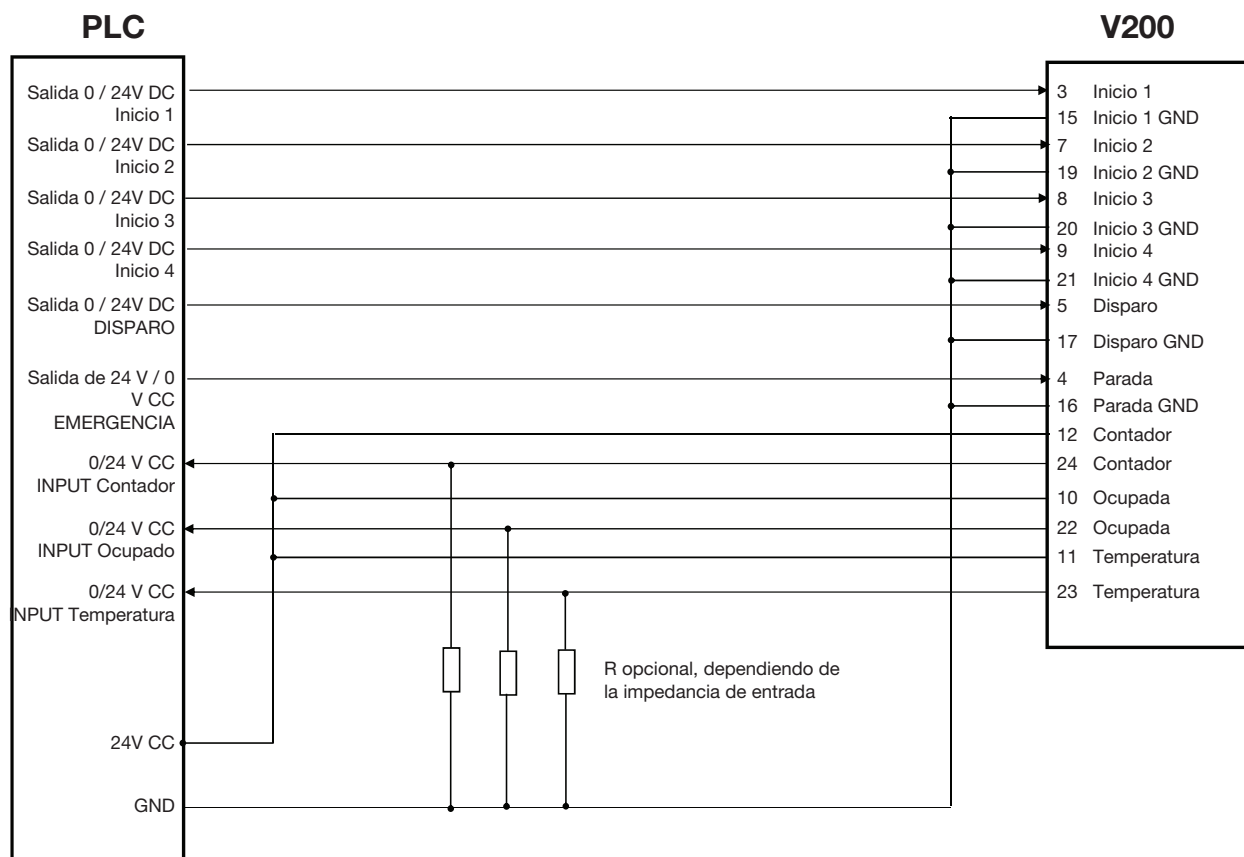 PLC
V200
Salida 0 / 24V DC
Inicio 1
Salida 0 / 24V DC
Inicio 2
Salida 0 / 24V DC
Inicio 3
Salida 0 / 24V DC
Inicio 4
Salida 0 / 24V DC
DISPARO
Salida de 24 V / 0
V CC
EMERGENCIA
0/24 V CC
INPUT Contador
0/24 V CC
INPUT Ocupado
0/24 V CC
INPUT Temperatura
24V CC
GND
R opcional, dependiendo de
la impedancia de entrada
3 Inicio 1
15 Inicio 1 GND
7 Inicio 2
19 Inicio 2 GND
8 Inicio 3
20 Inicio 3 GND
9 Inicio 4
21 Inicio 4 GND
5 Disparo
17 Disparo GND
4 Parada
16 Parada GND
12 Contador
24 Contador
10 Ocupada
22 Ocupada
11 Temperatura
23 Temperatura